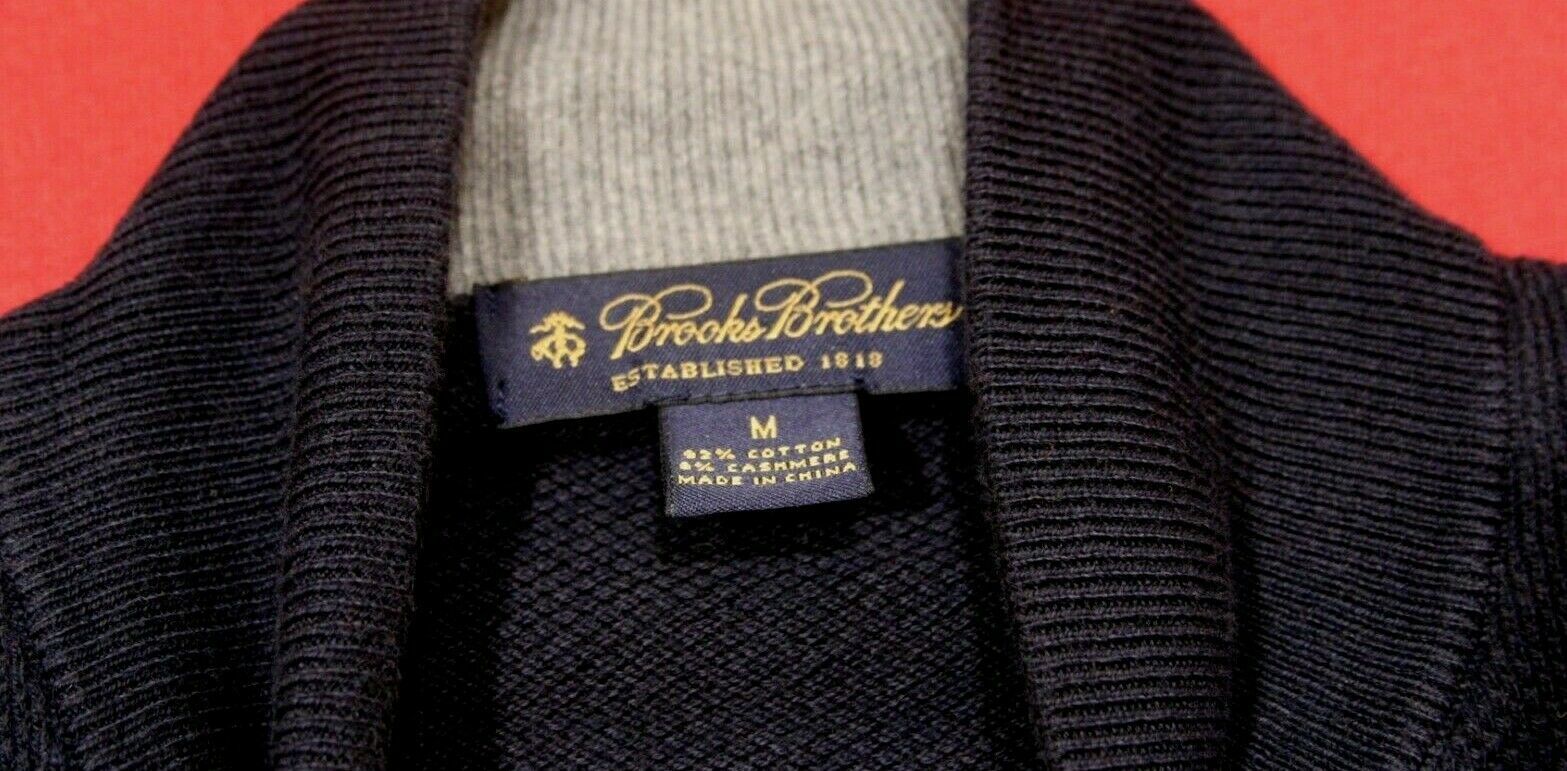 Brooks Brothers
ESTABLISHED 1818
M
92% COTTON
8% CASHMERE
MADE IN CHINA